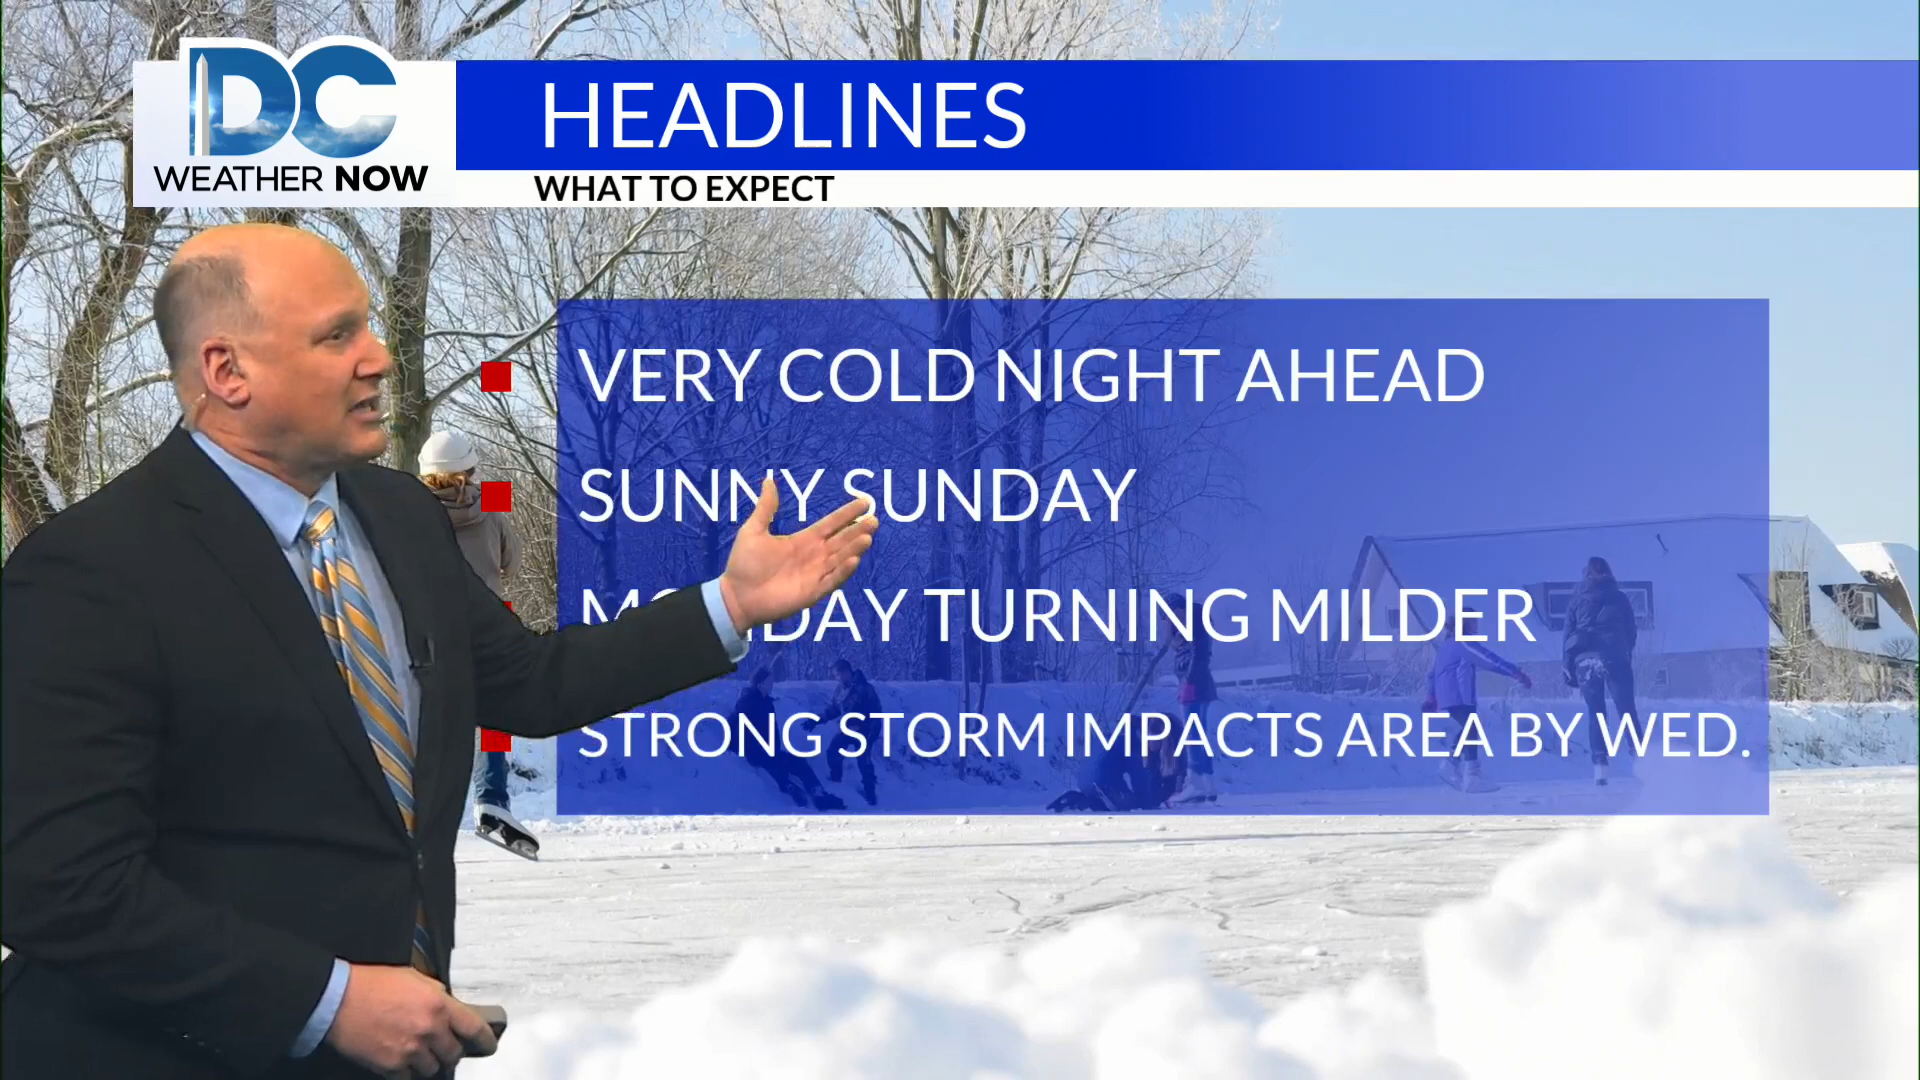 DC
WEATHER NOW
HEADLINES
WHAT TO EXPECT
VERY COLD NIGHT AHEAD
SUNNY SUNDAY
MONDAY TURNING MILDER
STRONG STORM IMPACTS AREA BY WED.